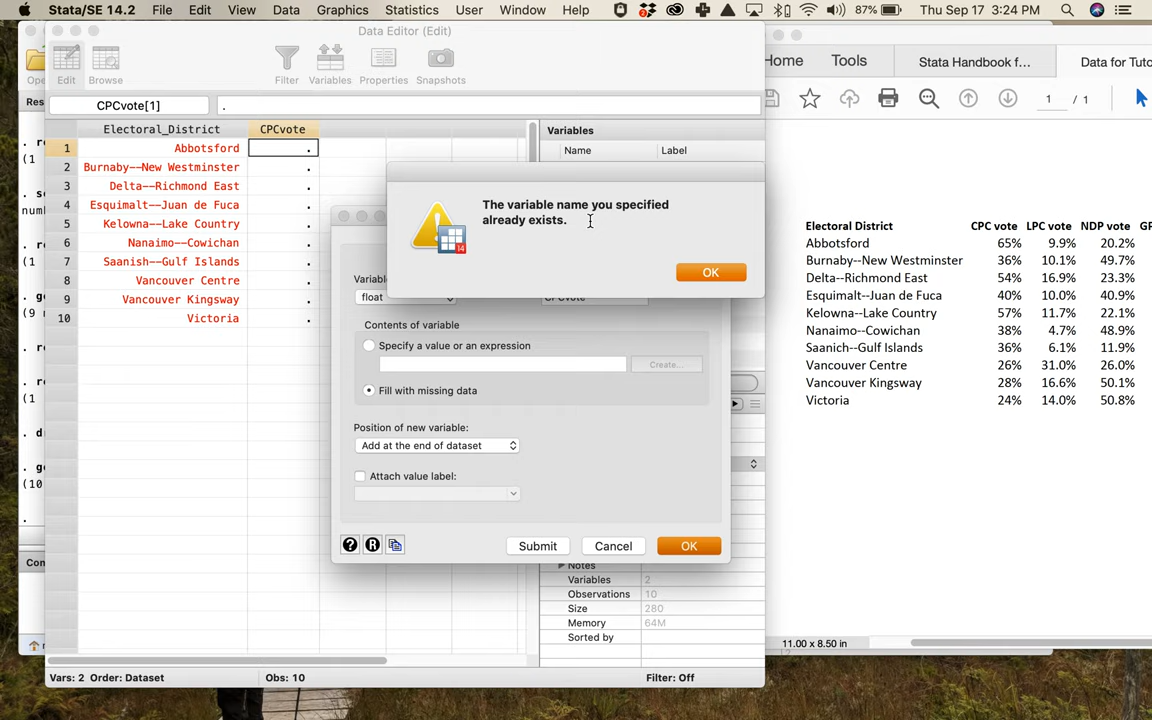 Stata/SE 14.2 File Edit View Data Graphics Statistics User Window Help 87% Thu Sep 17 3:24 PM
Data Editor (Edit)
Edit Browse Filter Variables Properties Snapshots
Home Tools Stata Handbook f... Data for Tuto
CPCvote[1] .
1 / 1
Electoral_District CPCvote
1 Abbotsford .
2 Burnaby--New Westminster .
3 Delta--Richmond East .
4 Esquimalt--Juan de Fuca .
5 Kelowna--Lake Country .
6 Nanaimo--Cowichan .
7 Saanish--Gulf Islands .
8 Vancouver Centre .
9 Vancouver Kingsway .
10 Victoria .
Variables
Name Label
The variable name you specified
already exists.
OK
float
CPCvote
Contents of variable
Specify a value or an expression
Create...
Fill with missing data
Position of new variable:
Add at the end of dataset
Attach value label:
Submit Cancel OK
Notes
Variables 2
Observations 10
Size 280
Memory 64M
Sorted by
Vars: 2 Order: Dataset Obs: 10 Filter: Off
Electoral District CPC vote LPC vote NDP vote
Abbotsford 65% 9.9% 20.2%
Burnaby--New Westminster 36% 10.1% 49.7%
Delta--Richmond East 54% 16.9% 23.3%
Esquimalt--Juan de Fuca 40% 10.0% 40.9%
Kelowna--Lake Country 57% 11.7% 22.1%
Nanaimo--Cowichan 38% 4.7% 48.9%
Saanich--Gulf Islands 36% 6.1% 11.9%
Vancouver Centre 26% 31.0% 26.0%
Vancouver Kingsway 28% 16.6% 50.1%
Victoria 24% 14.0% 50.8%
11.00 x 8.50 in